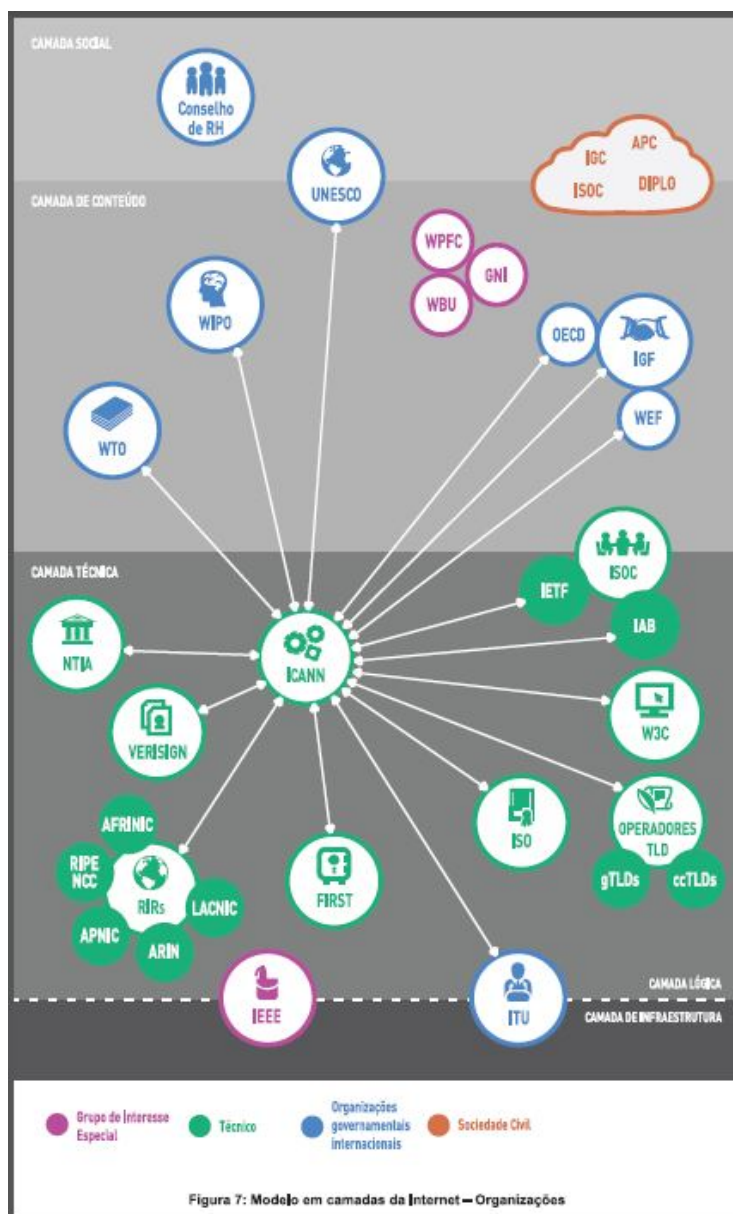 CAMADA SOCIAL
Conselho
de RH
UNESCO
IGC
APC
ISOC
DIPLO
CAMADA DE CONTEÚDO
WPFC
GNI
WBU
WIPO
OECD
IGF
WEF
WTO
CAMADA TÉCNICA
ISOC
IETF
IAB
NTIA
ICANN
W3C
VERISIGN
ISO
OPERADORES
TLD
gTLDs
ccTLDs
AFRINIC
RIPE
NCC
RIRs
LACNIC
APNIC
ARIN
FIRST
IEEE
ITU
CAMADA LÓGICA
CAMADA DE INFRAESTRUTURA
Grupo de Interesse
Especial
Técnico
Organizações
governamentais
internacionais
Sociedade Civil
Figura 7: Modelo em camadas da Internet – Organizações